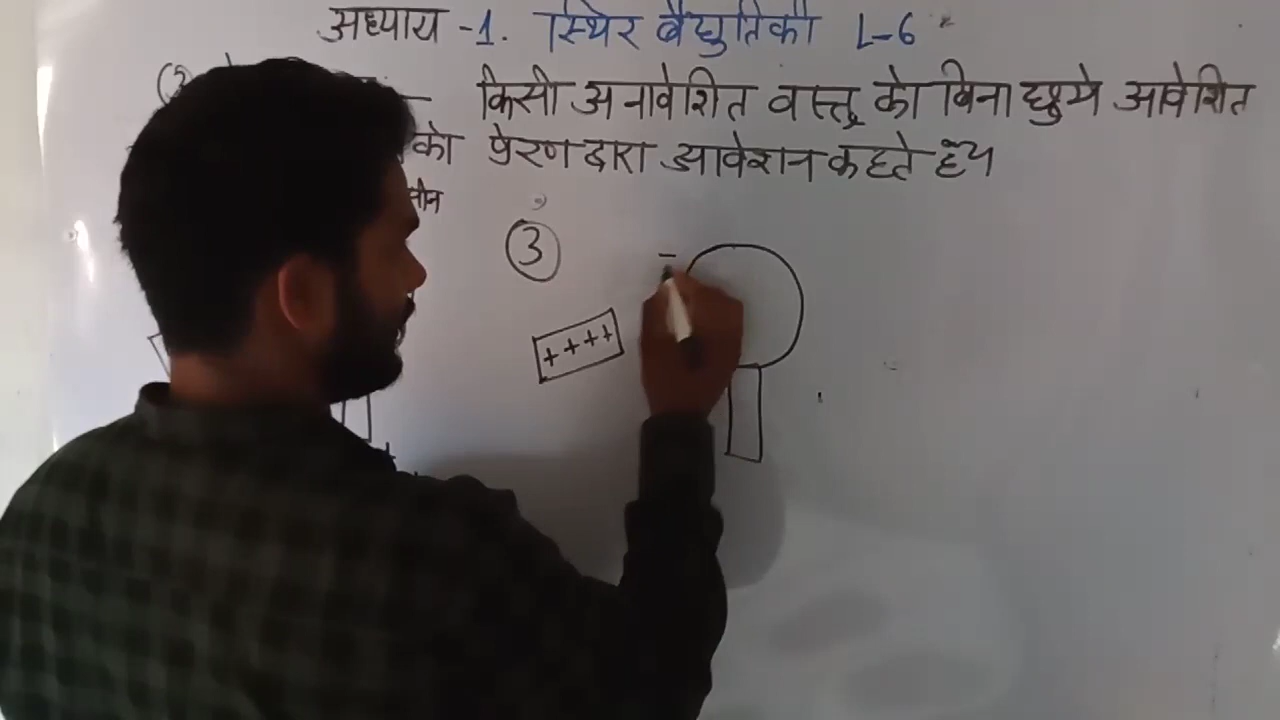 अध्याय -1. स्थिर बैद्युतिकी L-6
किसी अनावेशित वस्तू को बिना छुये आवेशित
को प्रेरण द्वारा आवेशन कहते है
③
++++
-